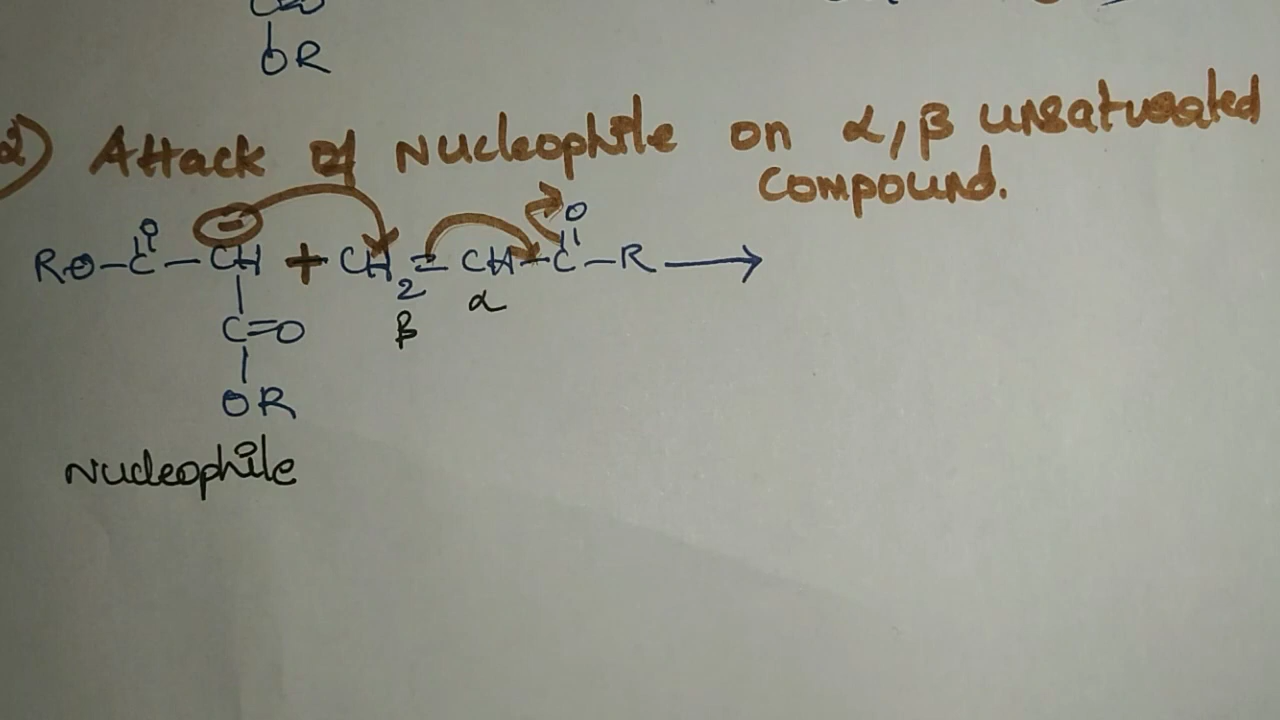 OR
2) Attack of Nucleophile on α, β unsaturated
compound.
⊖ O
RO-C-CH + CH2=CH-C-R ⟶
O
β α
C=O
OR
Nucleophile